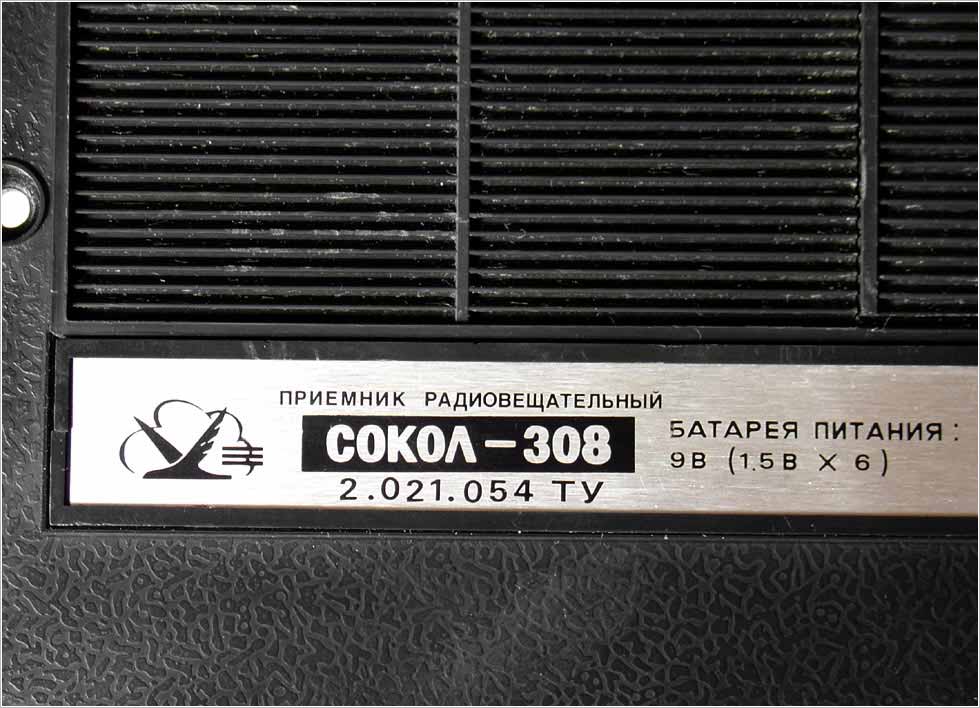 ПРИЕМНИК РАДИОВЕЩАТЕЛЬНЫЙ
СОКОЛ-308
2.021.054 ТУ
БАТАРЕЯ ПИТАНИЯ:
9В (1.5В X 6)